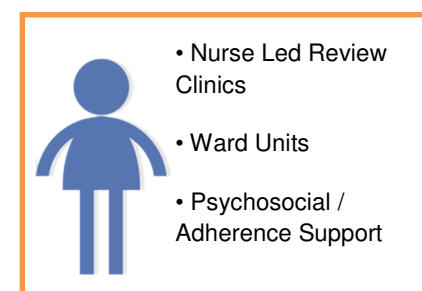 • Nurse Led Review
Clinics
• Ward Units
• Psychosocial /
Adherence Support